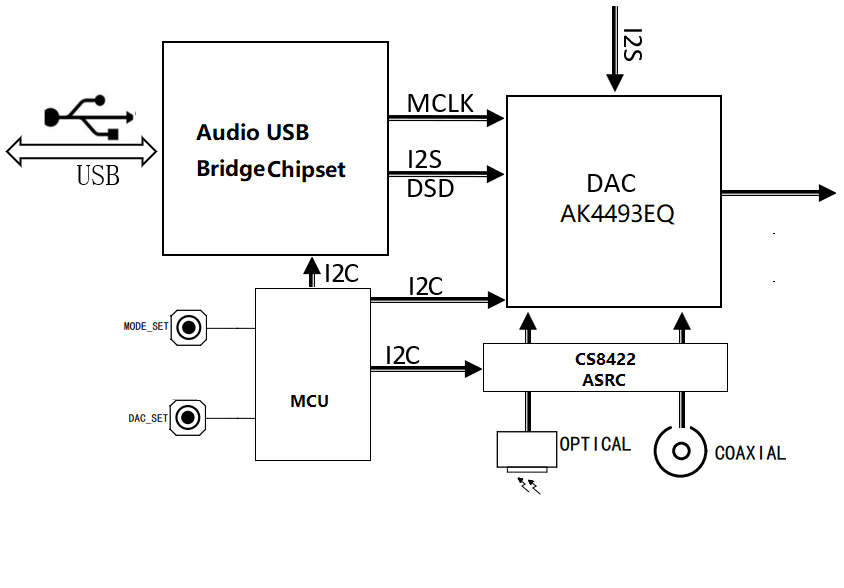 I2S
MCLK
Audio USB
BridgeChipset
I2S
DSD
USB
DAC
AK4493EQ
I2C
I2C
MODE_SET
I2C
CS8422
ASRC
MCU
DAC_SET
OPTICAL
COAXIAL